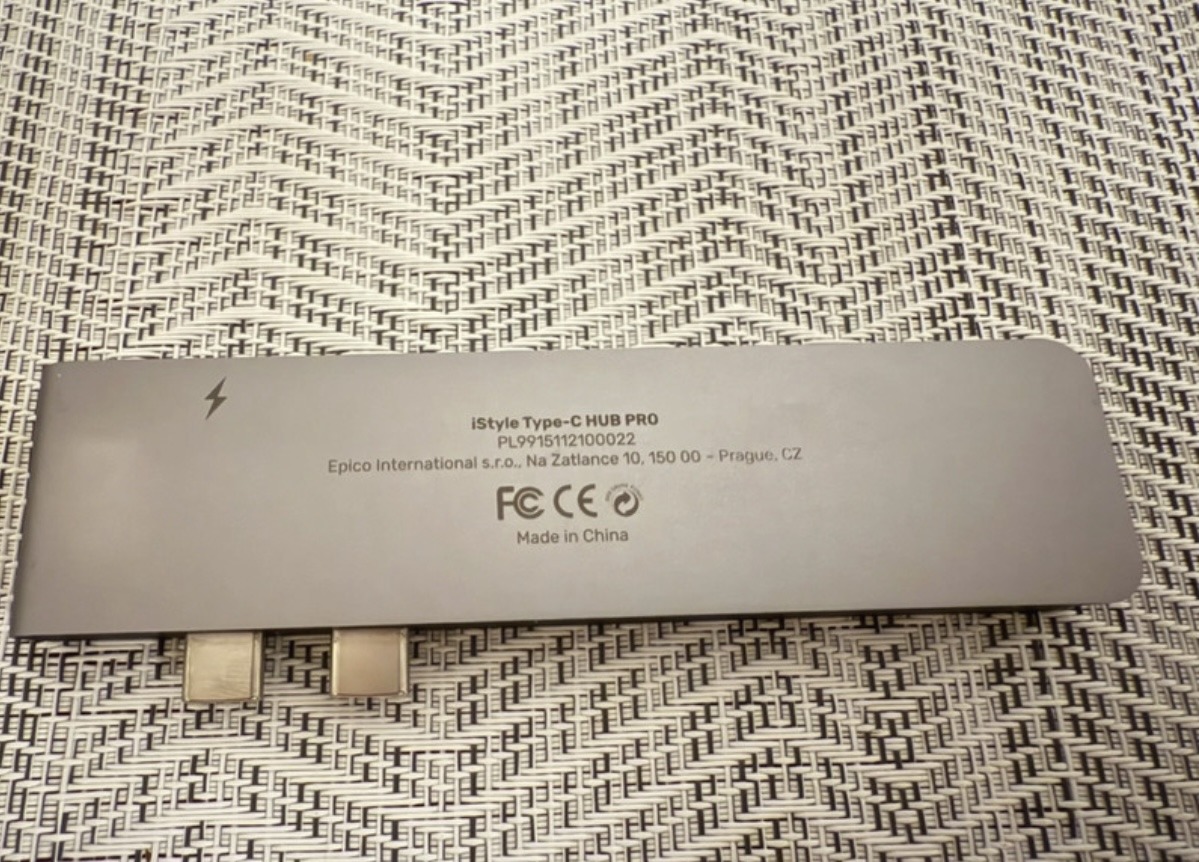 iStyle Type-C HUB PRO
PL9915112100022
Epico International s.r.o., Na Zatlance 10, 150 00 - Prague, CZ
FC CE
Made in China